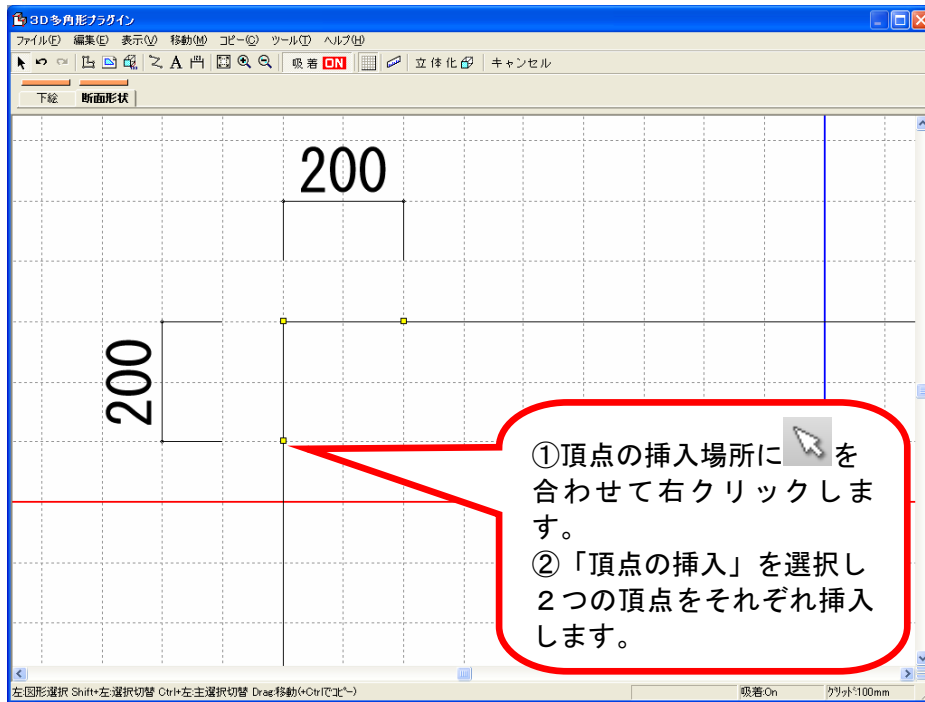 3D多角形プラグイン
ファイル(F) 編集(E) 表示(V) 移動(M) コピー(C) ツール(T) ヘルプ(H)
A 吸着 ON 立体化 キャンセル
下絵 断面形状
200
200
①頂点の挿入場所に を
合わせて右クリックしま
す。
②「頂点の挿入」を選択し
２つの頂点をそれぞれ挿入
します。
左:図形選択 Shift+左:選択切替 Ctrl+左:主選択切替 Drag:移動(+Ctrlでコピー) 吸着:On グリッド:100mm